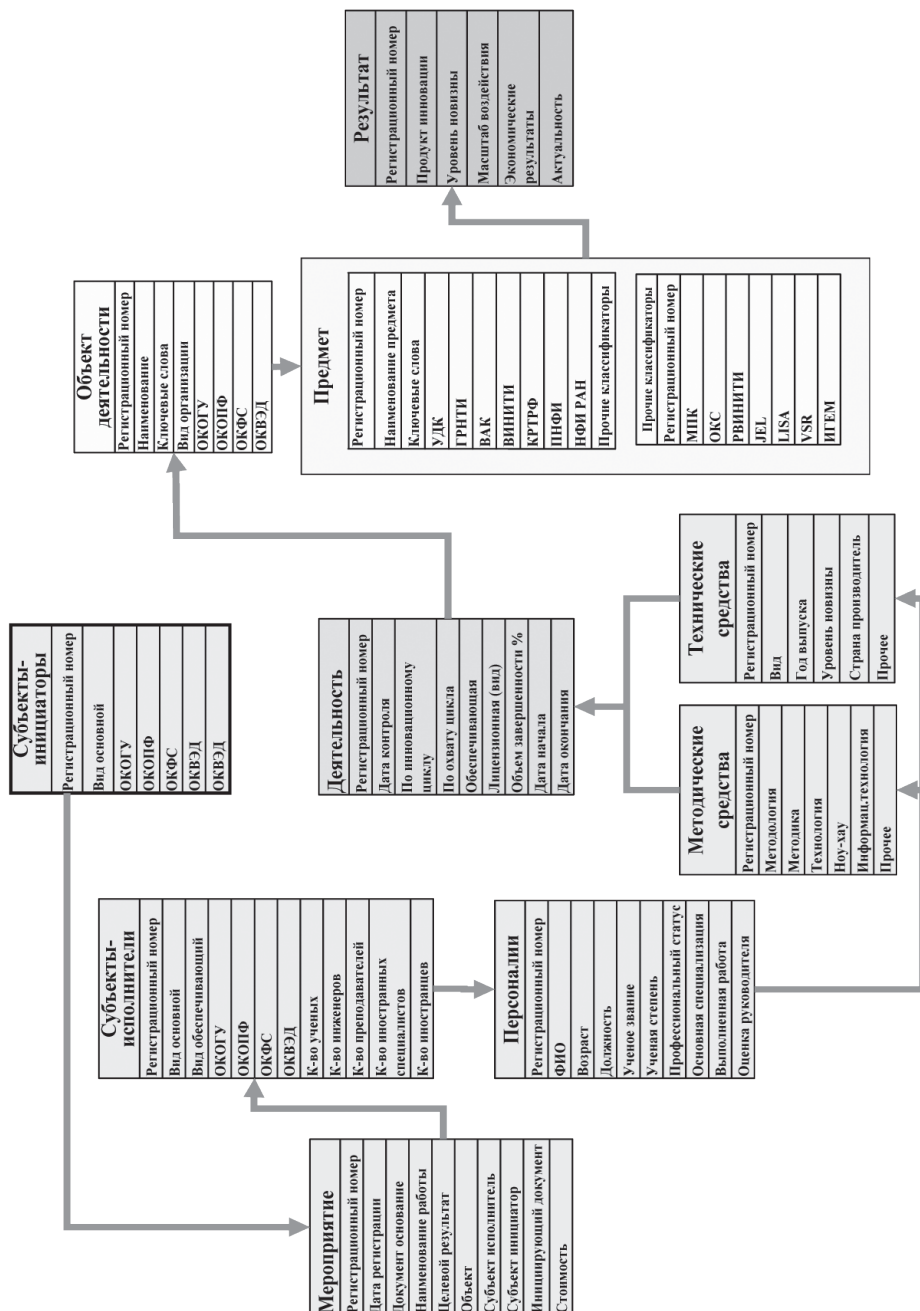 Субъекты-
инициаторы
Регистрационный номер
Вид основной
ОКОГУ
ОКОПФ
ОКФС
ОКВЭД
ОКВЭД
Мероприятие
Регистрационный номер
Дата регистрации
Документ основание
Наименование работы
Целевой результат
Объект
Субъект исполнитель
Субъект инициатор
Инициирующий документ
Стоимость
Субъекты-
исполнители
Регистрационный номер
Вид основной
Вид обеспечивающий
ОКОГУ
ОКОПФ
ОКФС
ОКВЭД
К-во ученых
К-во инженеров
К-во преподавателей
К-во иностранных
специалистов
К-во иностранцев
Персоналии
Регистрационный номер
ФИО
Возраст
Должность
Ученое звание
Ученая степень
Профессиональный статус
Основная специализация
Выполненная работа
Оценка руководителя
Методические
средства
Регистрационный номер
Методология
Методика
Технология
Ноу-хау
Информац.технология
Прочее
Технические
средства
Регистрационный номер
Вид
Год выпуска
Уровень новизны
Страна производитель
Прочее
Деятельность
Регистрационный номер
Дата контроля
По инновационному
циклу
По охвату цикла
Обеспечивающая
Лицензионная (вид)
Объем завершенности %
Дата начала
Дата окончания
Объект
деятельности
Регистрационный номер
Наименование
Ключевые слова
Вид организации
ОКОГУ
ОКОПФ
ОКФС
ОКВЭД
Предмет
Регистрационный номер
Наименование предмета
Ключевые слова
УДК
ГРНТИ
ВАК
ВИНИТИ
КРТРФ
ПНФИ
НФИ РАН
Прочие классификаторы
Прочие классификаторы
Регистрационный номер
МПК
ОКС
РВИНИТИ
JEL
LISA
VSR
ИГЕМ
Результат
Регистрационный номер
Продукт инновации
Уровень новизны
Масштаб воздействия
Экономические
результаты
Актуальность